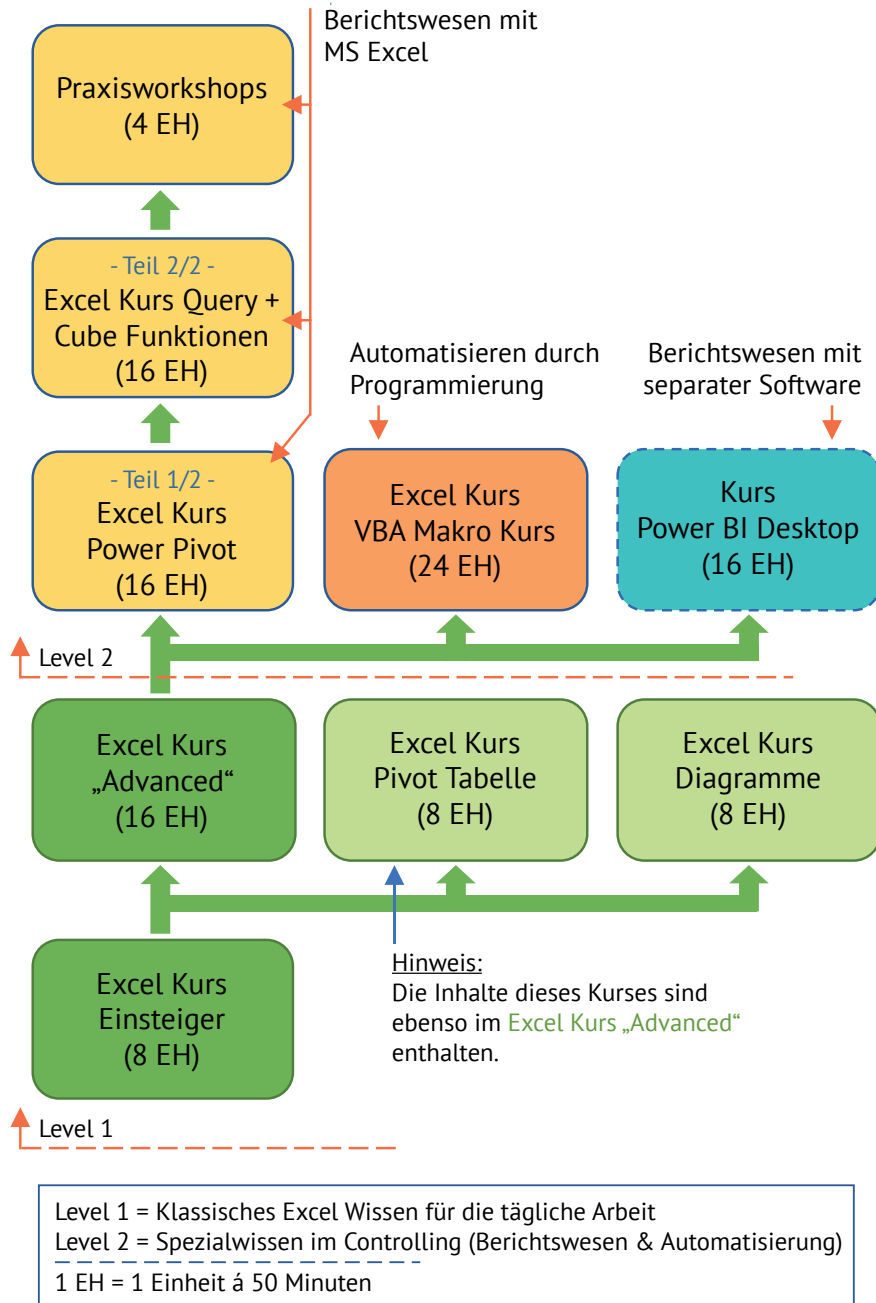 Berichtswesen mit
MS Excel
Praxisworkshops
(4 EH)
- Teil 2/2 -
Excel Kurs Query +
Cube Funktionen
(16 EH)
Automatisieren durch
Programmierung
Berichtswesen mit
separater Software
- Teil 1/2 -
Excel Kurs
Power Pivot
(16 EH)
Excel Kurs
VBA Makro Kurs
(24 EH)
Kurs
Power BI Desktop
(16 EH)
Level 2
Excel Kurs
„Advanced“
(16 EH)
Excel Kurs
Pivot Tabelle
(8 EH)
Excel Kurs
Diagramme
(8 EH)
Excel Kurs
Einsteiger
(8 EH)
Hinweis:
Die Inhalte dieses Kurses sind
ebenso im Excel Kurs „Advanced“
enthalten.
Level 1
Level 1 = Klassisches Excel Wissen für die tägliche Arbeit
Level 2 = Spezialwissen im Controlling (Berichtswesen & Automatisierung)
1 EH = 1 Einheit á 50 Minuten